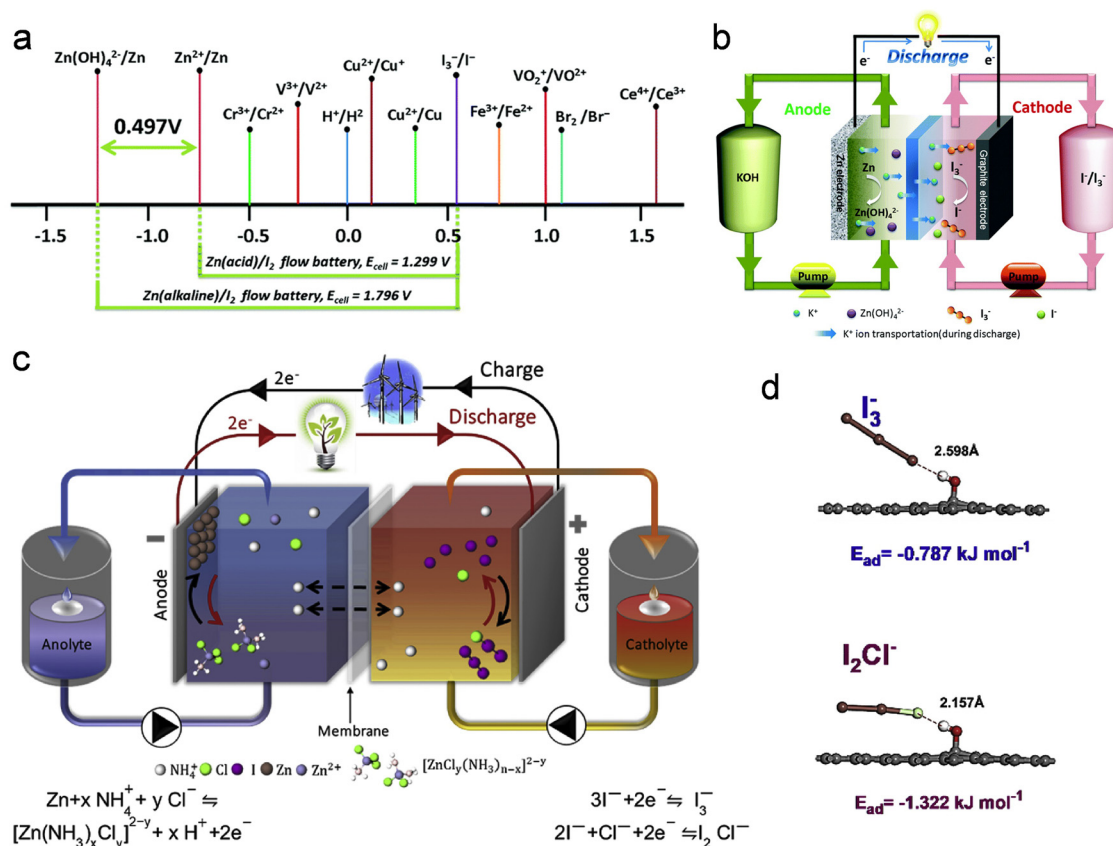 a
Zn(OH)₄²⁻/Zn
Zn²⁺/Zn
Cr³⁺/Cr²⁺
V³⁺/V²⁺
H⁺/H²
Cu²⁺/Cu⁺
Cu²⁺/Cu
I₃⁻/I⁻
Fe³⁺/Fe²⁺
VO₂⁺/VO²⁺
Br₂ /Br⁻
Ce⁴⁺/Ce³⁺
0.497V
-1.5 -1.0 -0.5 0.0 0.5 1.0 1.5
Zn(acid)/I₂ flow battery, E_cell = 1.299 V
Zn(alkaline)/I₂ flow battery, E_cell = 1.796 V
b
e⁻ Discharge e⁻
Anode
Cathode
KOH
Zn electrode
K⁺
Zn
Zn(OH)₄²⁻
K⁺
K⁺
K⁺
K⁺
K⁺
I₃⁻
I⁻
Graphite electrode
I⁻/I₃⁻
Pump
Pump
K⁺ Zn(OH)₄²⁻ I₃⁻ I⁻
K⁺ ion transportation(during discharge)
c
2e⁻
Charge
2e⁻
Discharge
−
+
Anode
Cathode
Anolyte
Catholyte
Membrane
NH₄⁺ Cl I Zn Zn²⁺ [ZnCl_y(NH₃)_{n−x}]^{2−y}
Zn+x NH₄⁺+ y Cl⁻ ⇋
[Zn(NH₃)ₓCl_y]^{2−y} + x H⁺ +2e⁻
3I⁻+2e⁻⇋ I₃⁻
2I⁻+Cl⁻+2e⁻ ⇋I₂ Cl⁻
d
I₃⁻
2.598Å
E_ad= -0.787 kJ mol⁻¹
I₂Cl⁻
2.157Å
E_ad= -1.322 kJ mol⁻¹